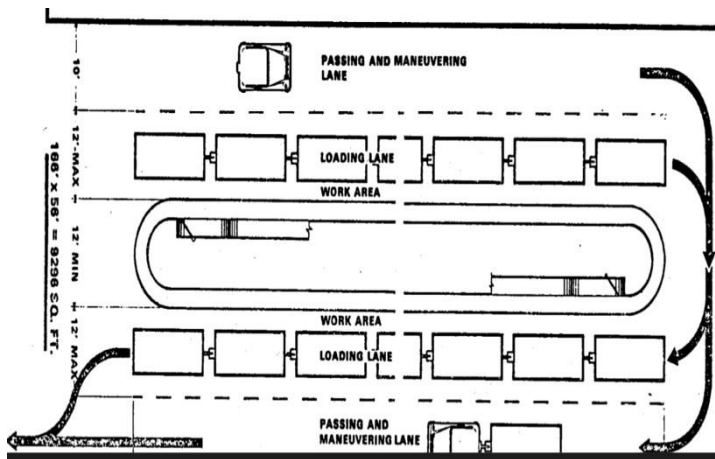 PASSING AND MANEUVERING
LANE
10'
12' MAX
LOADING LANE
WORK AREA
12' MIN
166' x 56' = 9296 SQ. FT.
WORK AREA
12' MAX
LOADING LANE
PASSING AND
MANEUVERING LANE